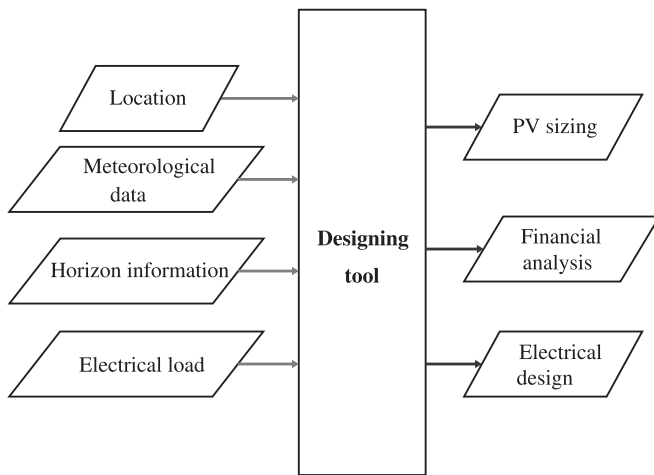 Location
Meteorological
data
Horizon information
Electrical load
Designing
tool
PV sizing
Financial
analysis
Electrical
design